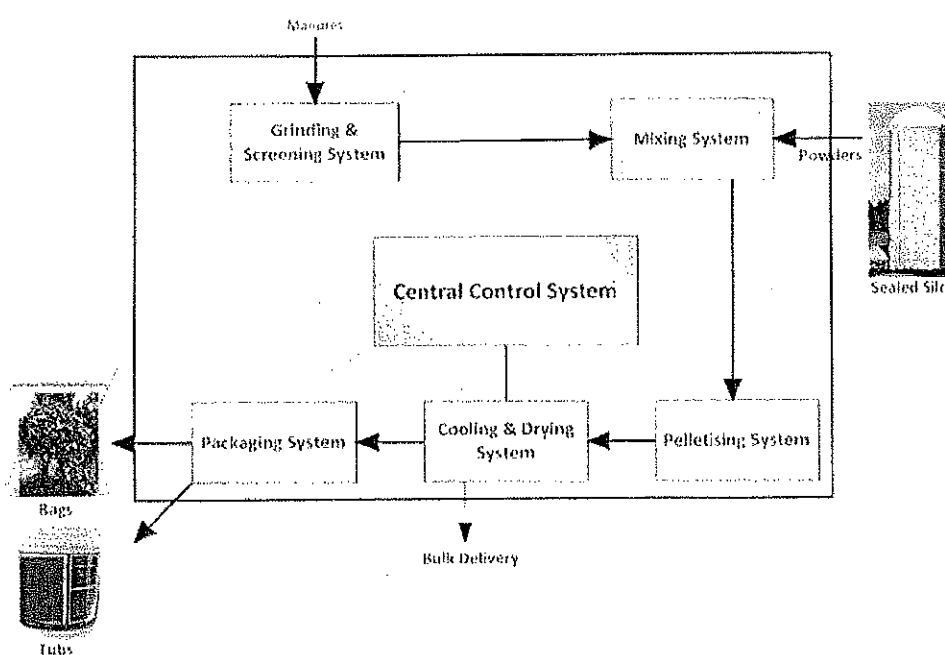 Manures
Grinding &
Screening System
Mixing System
Powders
Sealed Silo
Central Control System
Packaging System
Cooling & Drying
System
Pelletising System
Bags
Bulk Delivery
Tubs